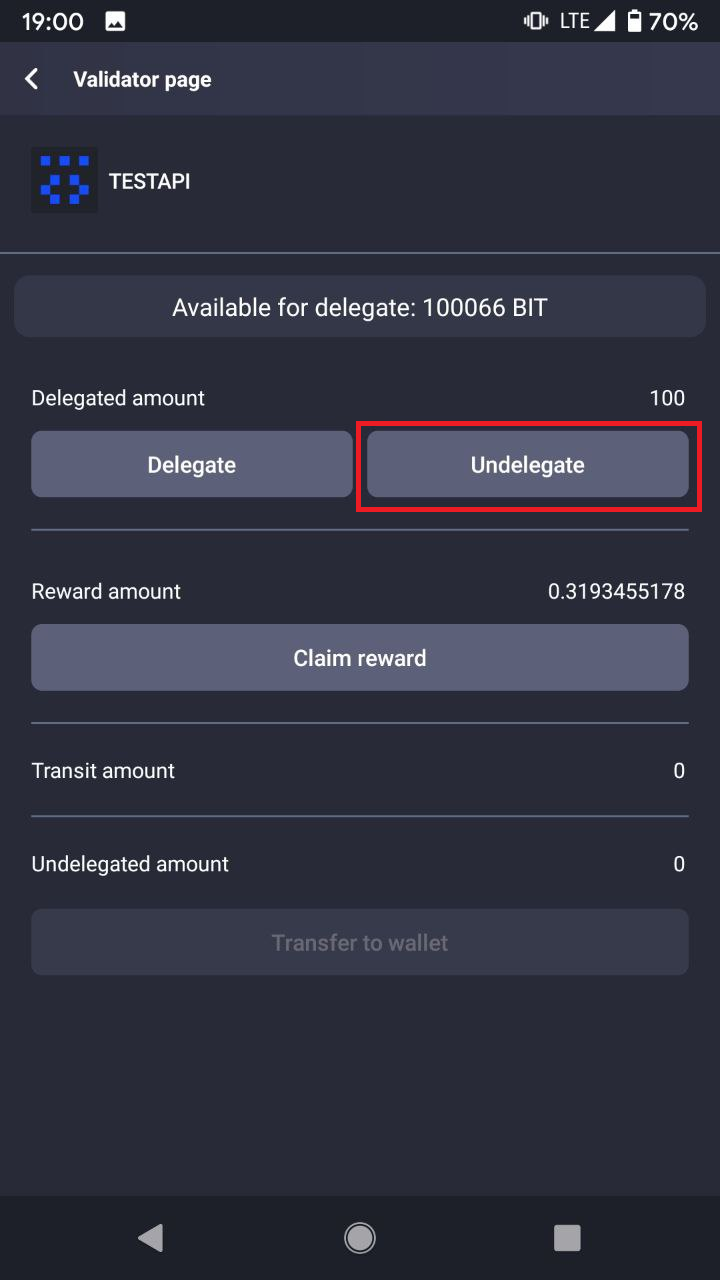 19:00 LTE 70%
Validator page
TESTAPI
Available for delegate: 100066 BIT
Delegated amount 100
Delegate Undelegate
Reward amount 0.3193455178
Claim reward
Transit amount 0
Undelegated amount 0
Transfer to wallet